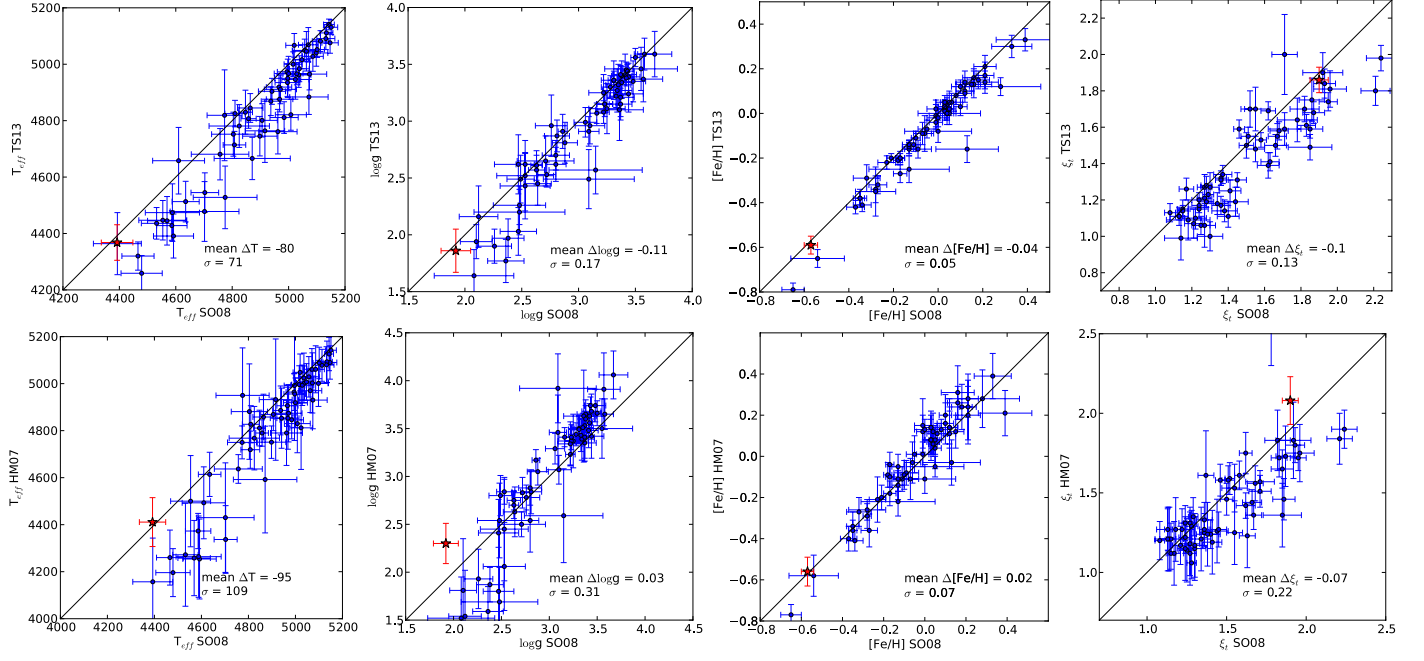 5200
5000
4800
4600
4400
4200
T_eff TS13
mean ΔT = -80
σ = 71
4200 4400 4600 4800 5000 5200
T_eff SO08
4.0
3.5
3.0
2.5
2.0
1.5
logg TS13
mean Δlogg = -0.11
σ = 0.17
1.5 2.0 2.5 3.0 3.5 4.0
logg SO08
0.4
0.2
0.0
−0.2
−0.4
−0.6
−0.8
[Fe/H] TS13
mean Δ[Fe/H] = -0.04
σ = 0.05
−0.8 −0.6 −0.4 −0.2 0.0 0.2 0.4
[Fe/H] SO08
2.2
2.0
1.8
1.6
1.4
1.2
1.0
0.8
ξ_t TS13
mean Δξ_t = -0.1
σ = 0.13
0.8 1.0 1.2 1.4 1.6 1.8 2.0 2.2
ξ_t SO08
5200
5000
4800
4600
4400
4200
4000
T_eff HM07
mean ΔT = -95
σ = 109
4000 4200 4400 4600 4800 5000 5200
T_eff SO08
4.5
4.0
3.5
3.0
2.5
2.0
1.5
logg HM07
mean Δlogg = 0.03
σ = 0.31
1.5 2.0 2.5 3.0 3.5 4.0 4.5
logg SO08
0.4
0.2
0.0
−0.2
−0.4
−0.6
−0.8
[Fe/H] HM07
mean Δ[Fe/H] = 0.02
σ = 0.07
−0.8 −0.6 −0.4 −0.2 0.0 0.2 0.4
[Fe/H] SO08
2.5
2.0
1.5
1.0
ξ_t HM07
mean Δξ_t = -0.07
σ = 0.22
1.0 1.5 2.0 2.5
ξ_t SO08